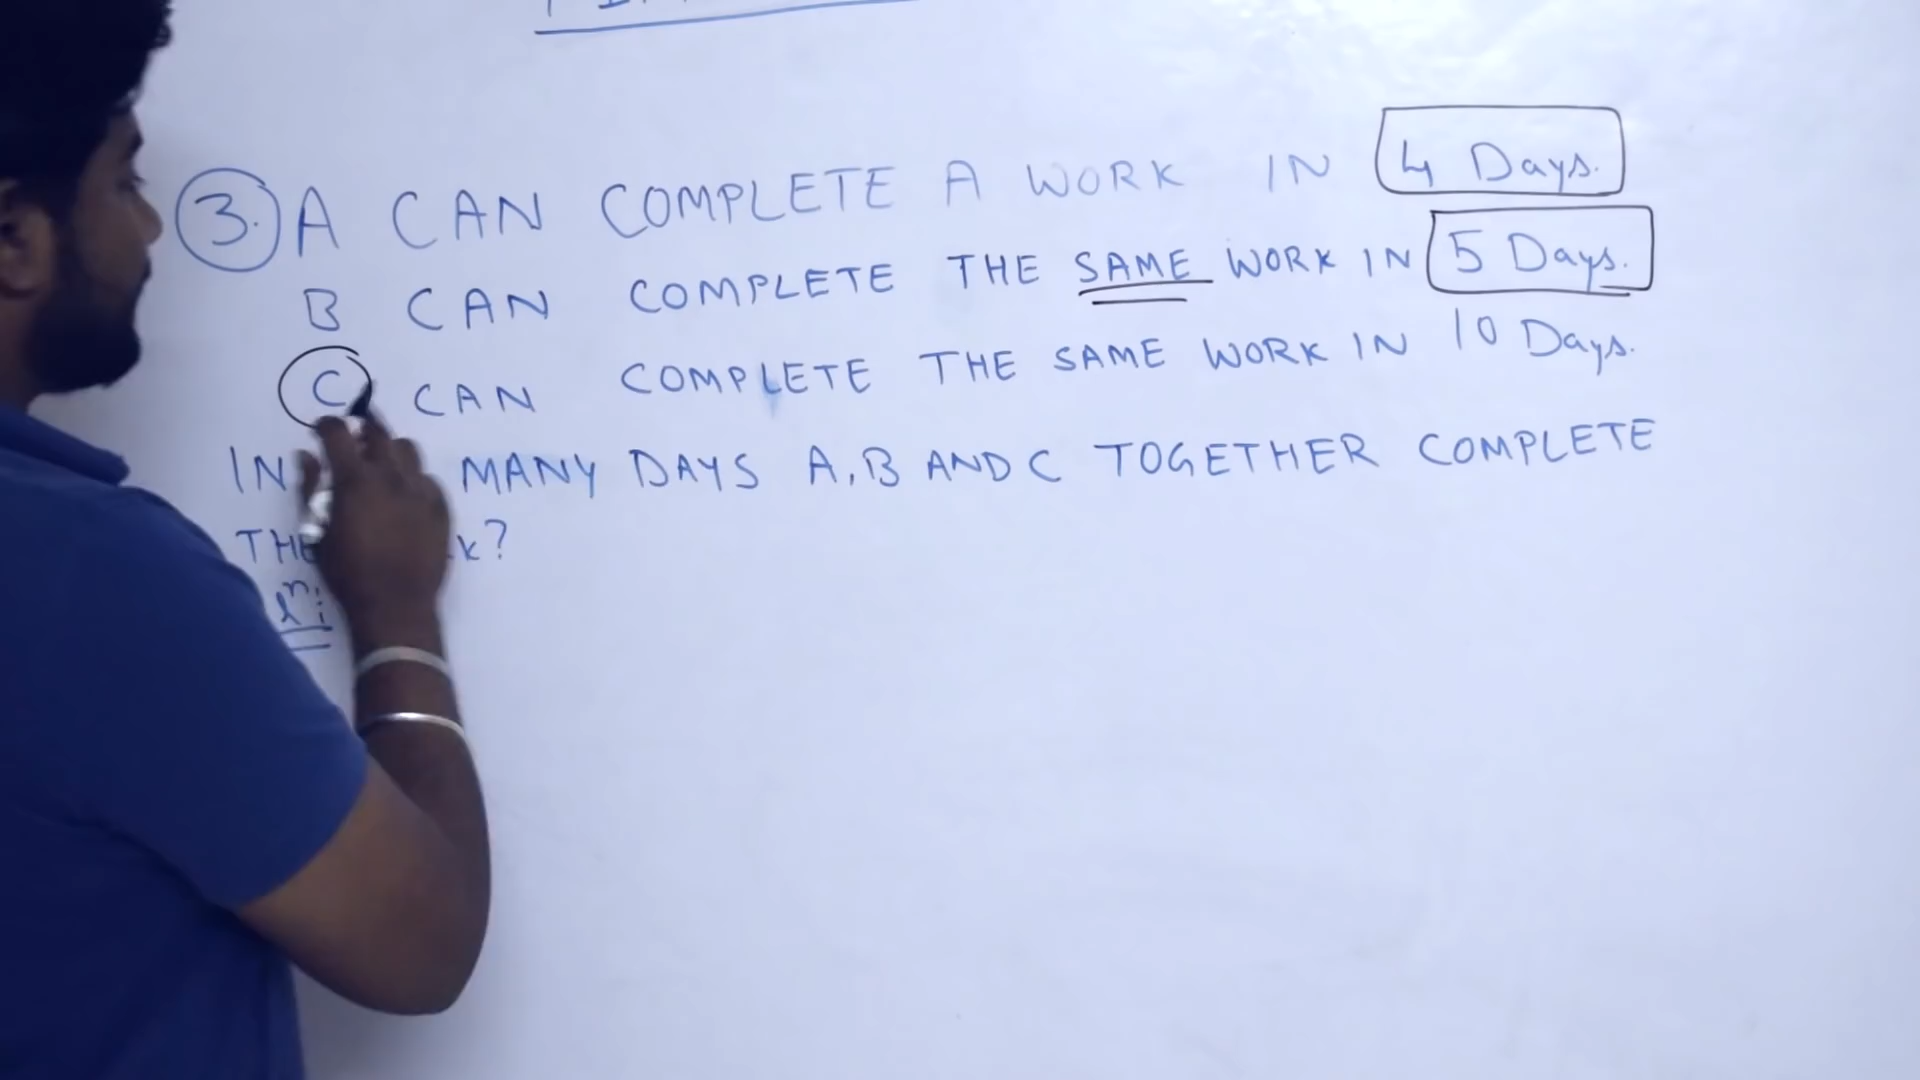 3. A CAN COMPLETE A WORK IN 4 Days.
B CAN COMPLETE THE SAME WORK IN 5 Days.
C CAN COMPLETE THE SAME WORK IN 10 Days.
IN MANY DAYS A, B AND C TOGETHER COMPLETE
THE K?